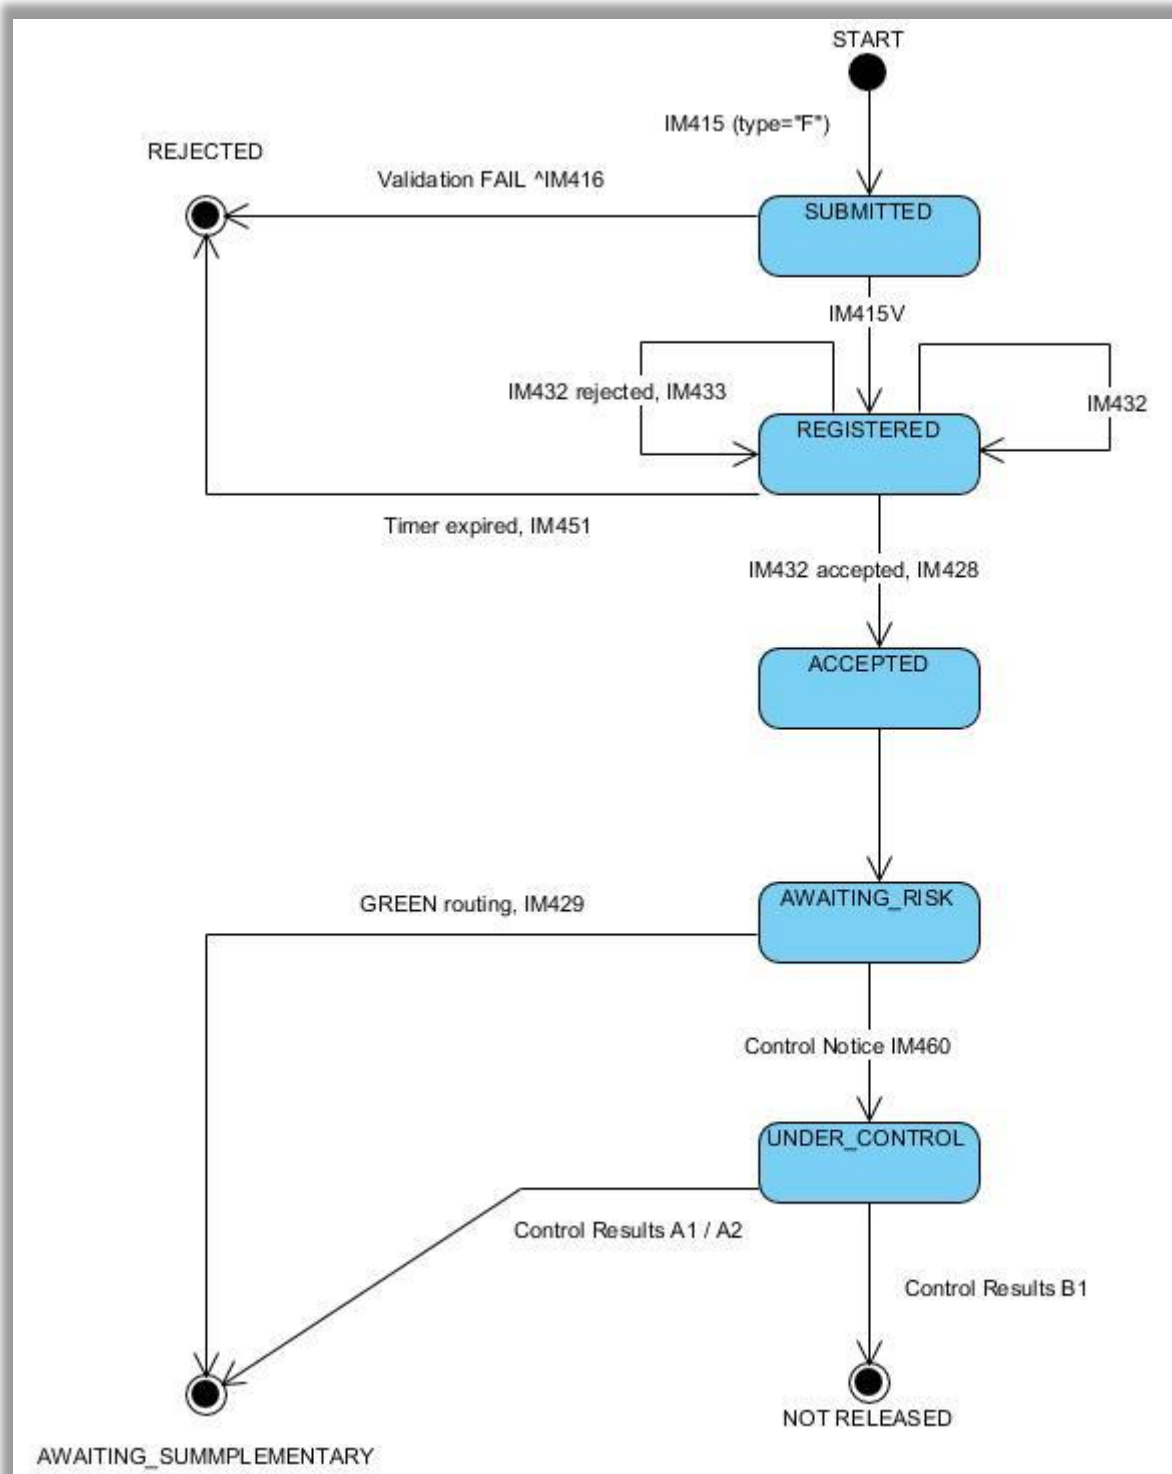 START
IM415 (type="F")
REJECTED
Validation FAIL ^IM416
SUBMITTED
IM415V
IM432 rejected, IM433
IM432
REGISTERED
Timer expired, IM451
IM432 accepted, IM428
ACCEPTED
AWAITING_RISK
GREEN routing, IM429
Control Notice IM460
UNDER_CONTROL
Control Results A1 / A2
Control Results B1
NOT RELEASED
AWAITING_SUMMPLEMENTARY